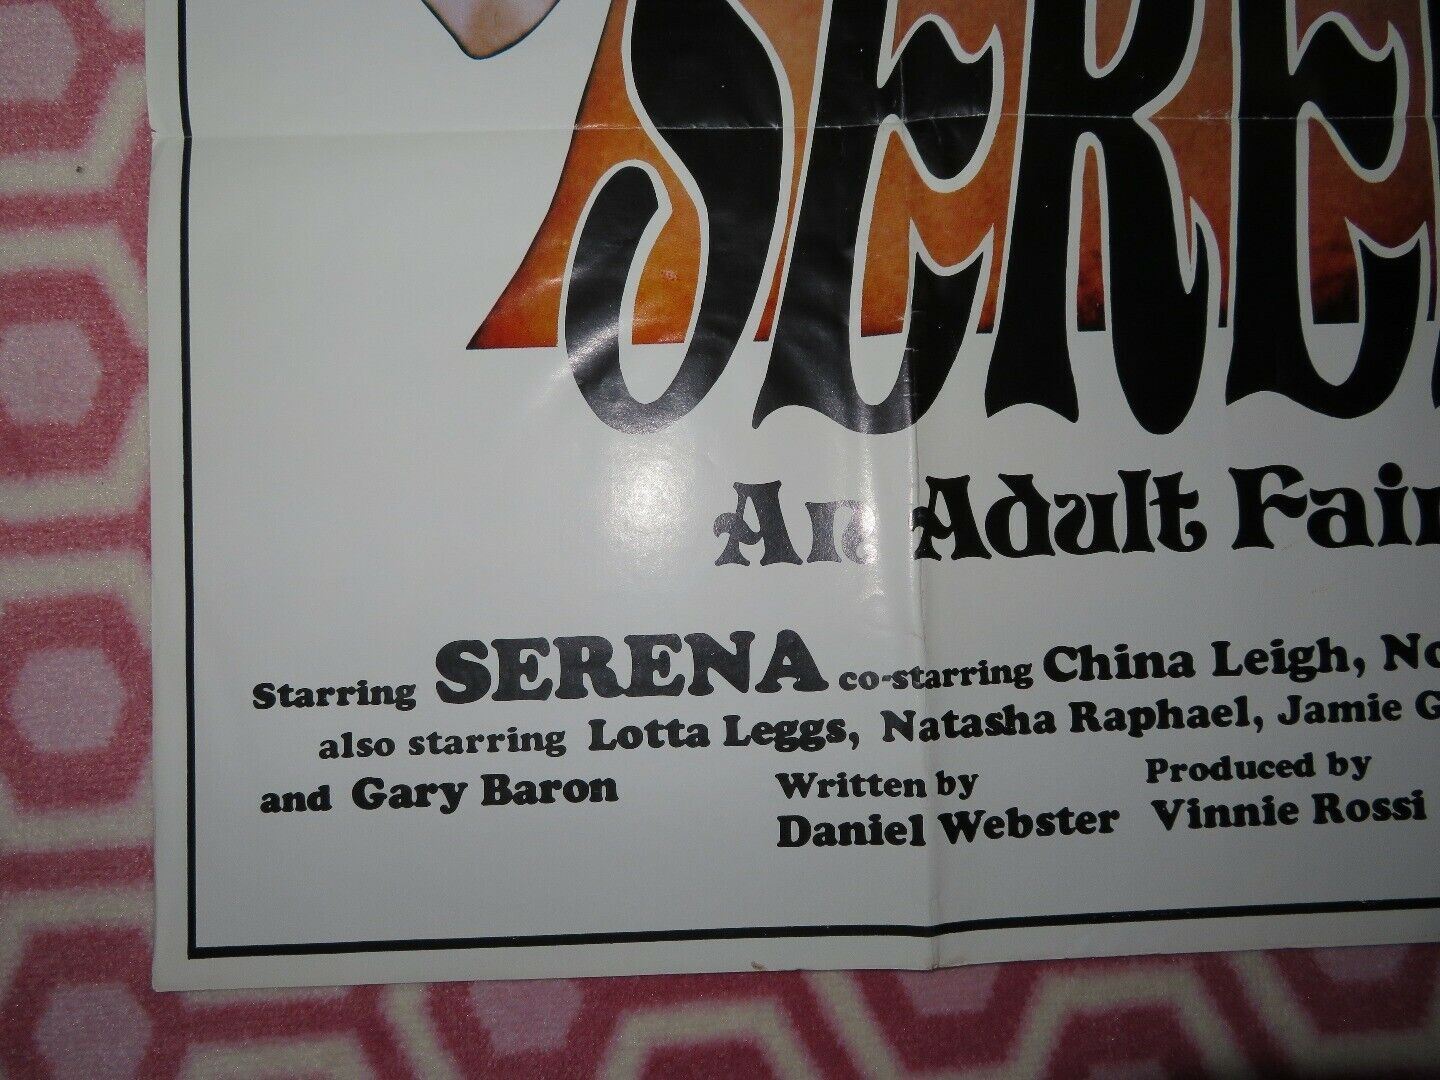 SERE
An Adult Fair
Starring SERENA co-starring China Leigh, No
also starring Lotta Leggs, Natasha Raphael, Jamie G
and Gary Baron
Written by
Daniel Webster
Produced by
Vinnie Rossi